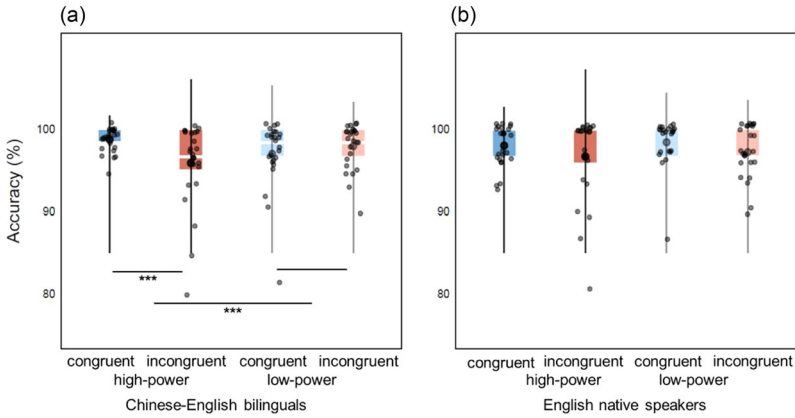 (a)
(b)
Accuracy (%)
100
90
80
100
90
80
***
***
congruent incongruent congruent incongruent
high-power low-power
Chinese-English bilinguals
congruent incongruent congruent incongruent
high-power low-power
English native speakers